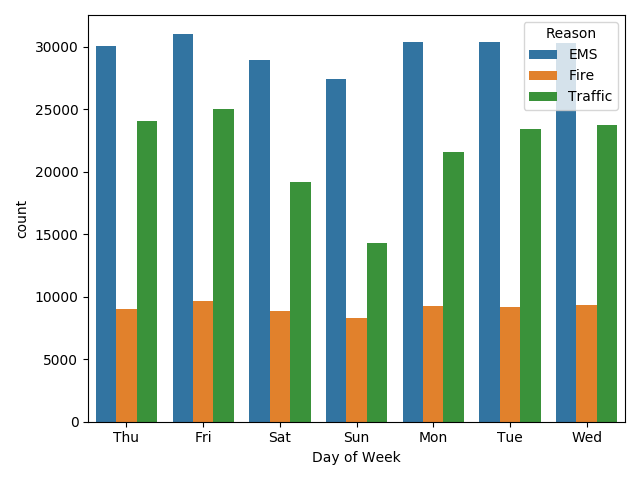 30000
25000
20000
15000
10000
5000
0
count
Thu Fri Sat Sun Mon Tue Wed
Day of Week
Reason
EMS
Fire
Traffic